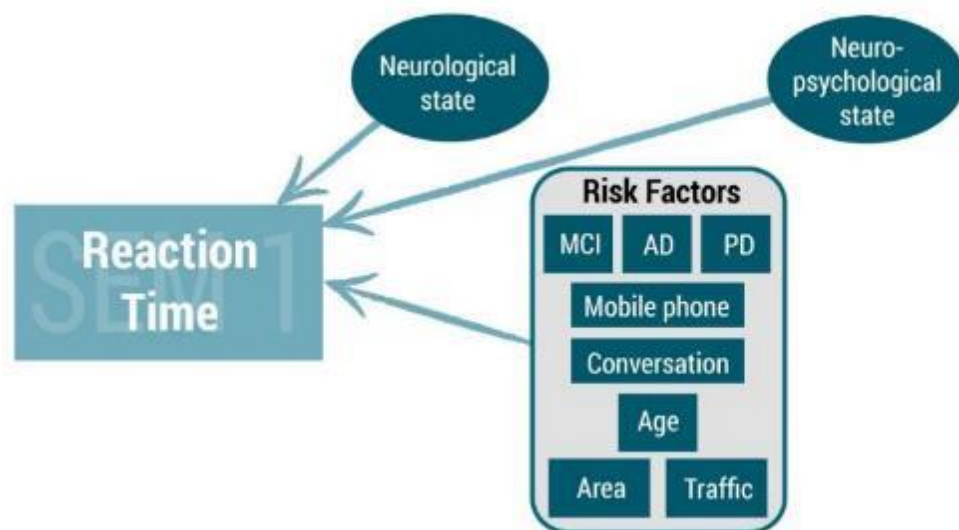 Neurological
state
Neuro-
psychological
state
SEM 1
Reaction
Time
Risk Factors
MCI AD PD
Mobile phone
Conversation
Age
Area Traffic